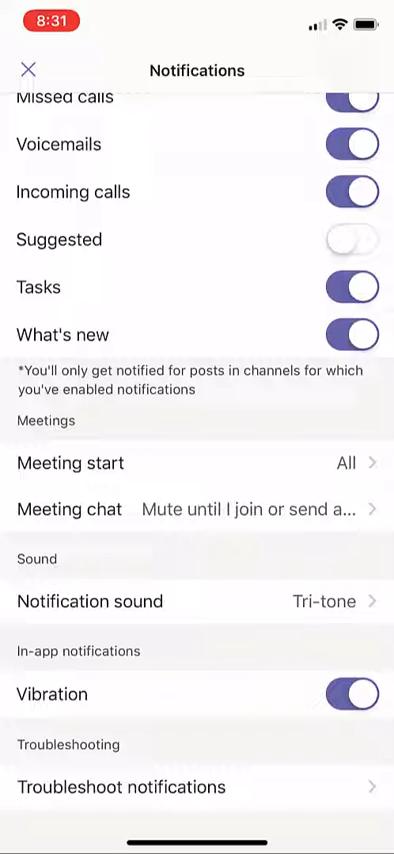 8:31
Notifications
Missed calls
Voicemails
Incoming calls
Suggested
Tasks
What's new
*You'll only get notified for posts in channels for which
you've enabled notifications
Meetings
Meeting start All
Meeting chat Mute until I join or send a...
Sound
Notification sound Tri-tone
In-app notifications
Vibration
Troubleshooting
Troubleshoot notifications